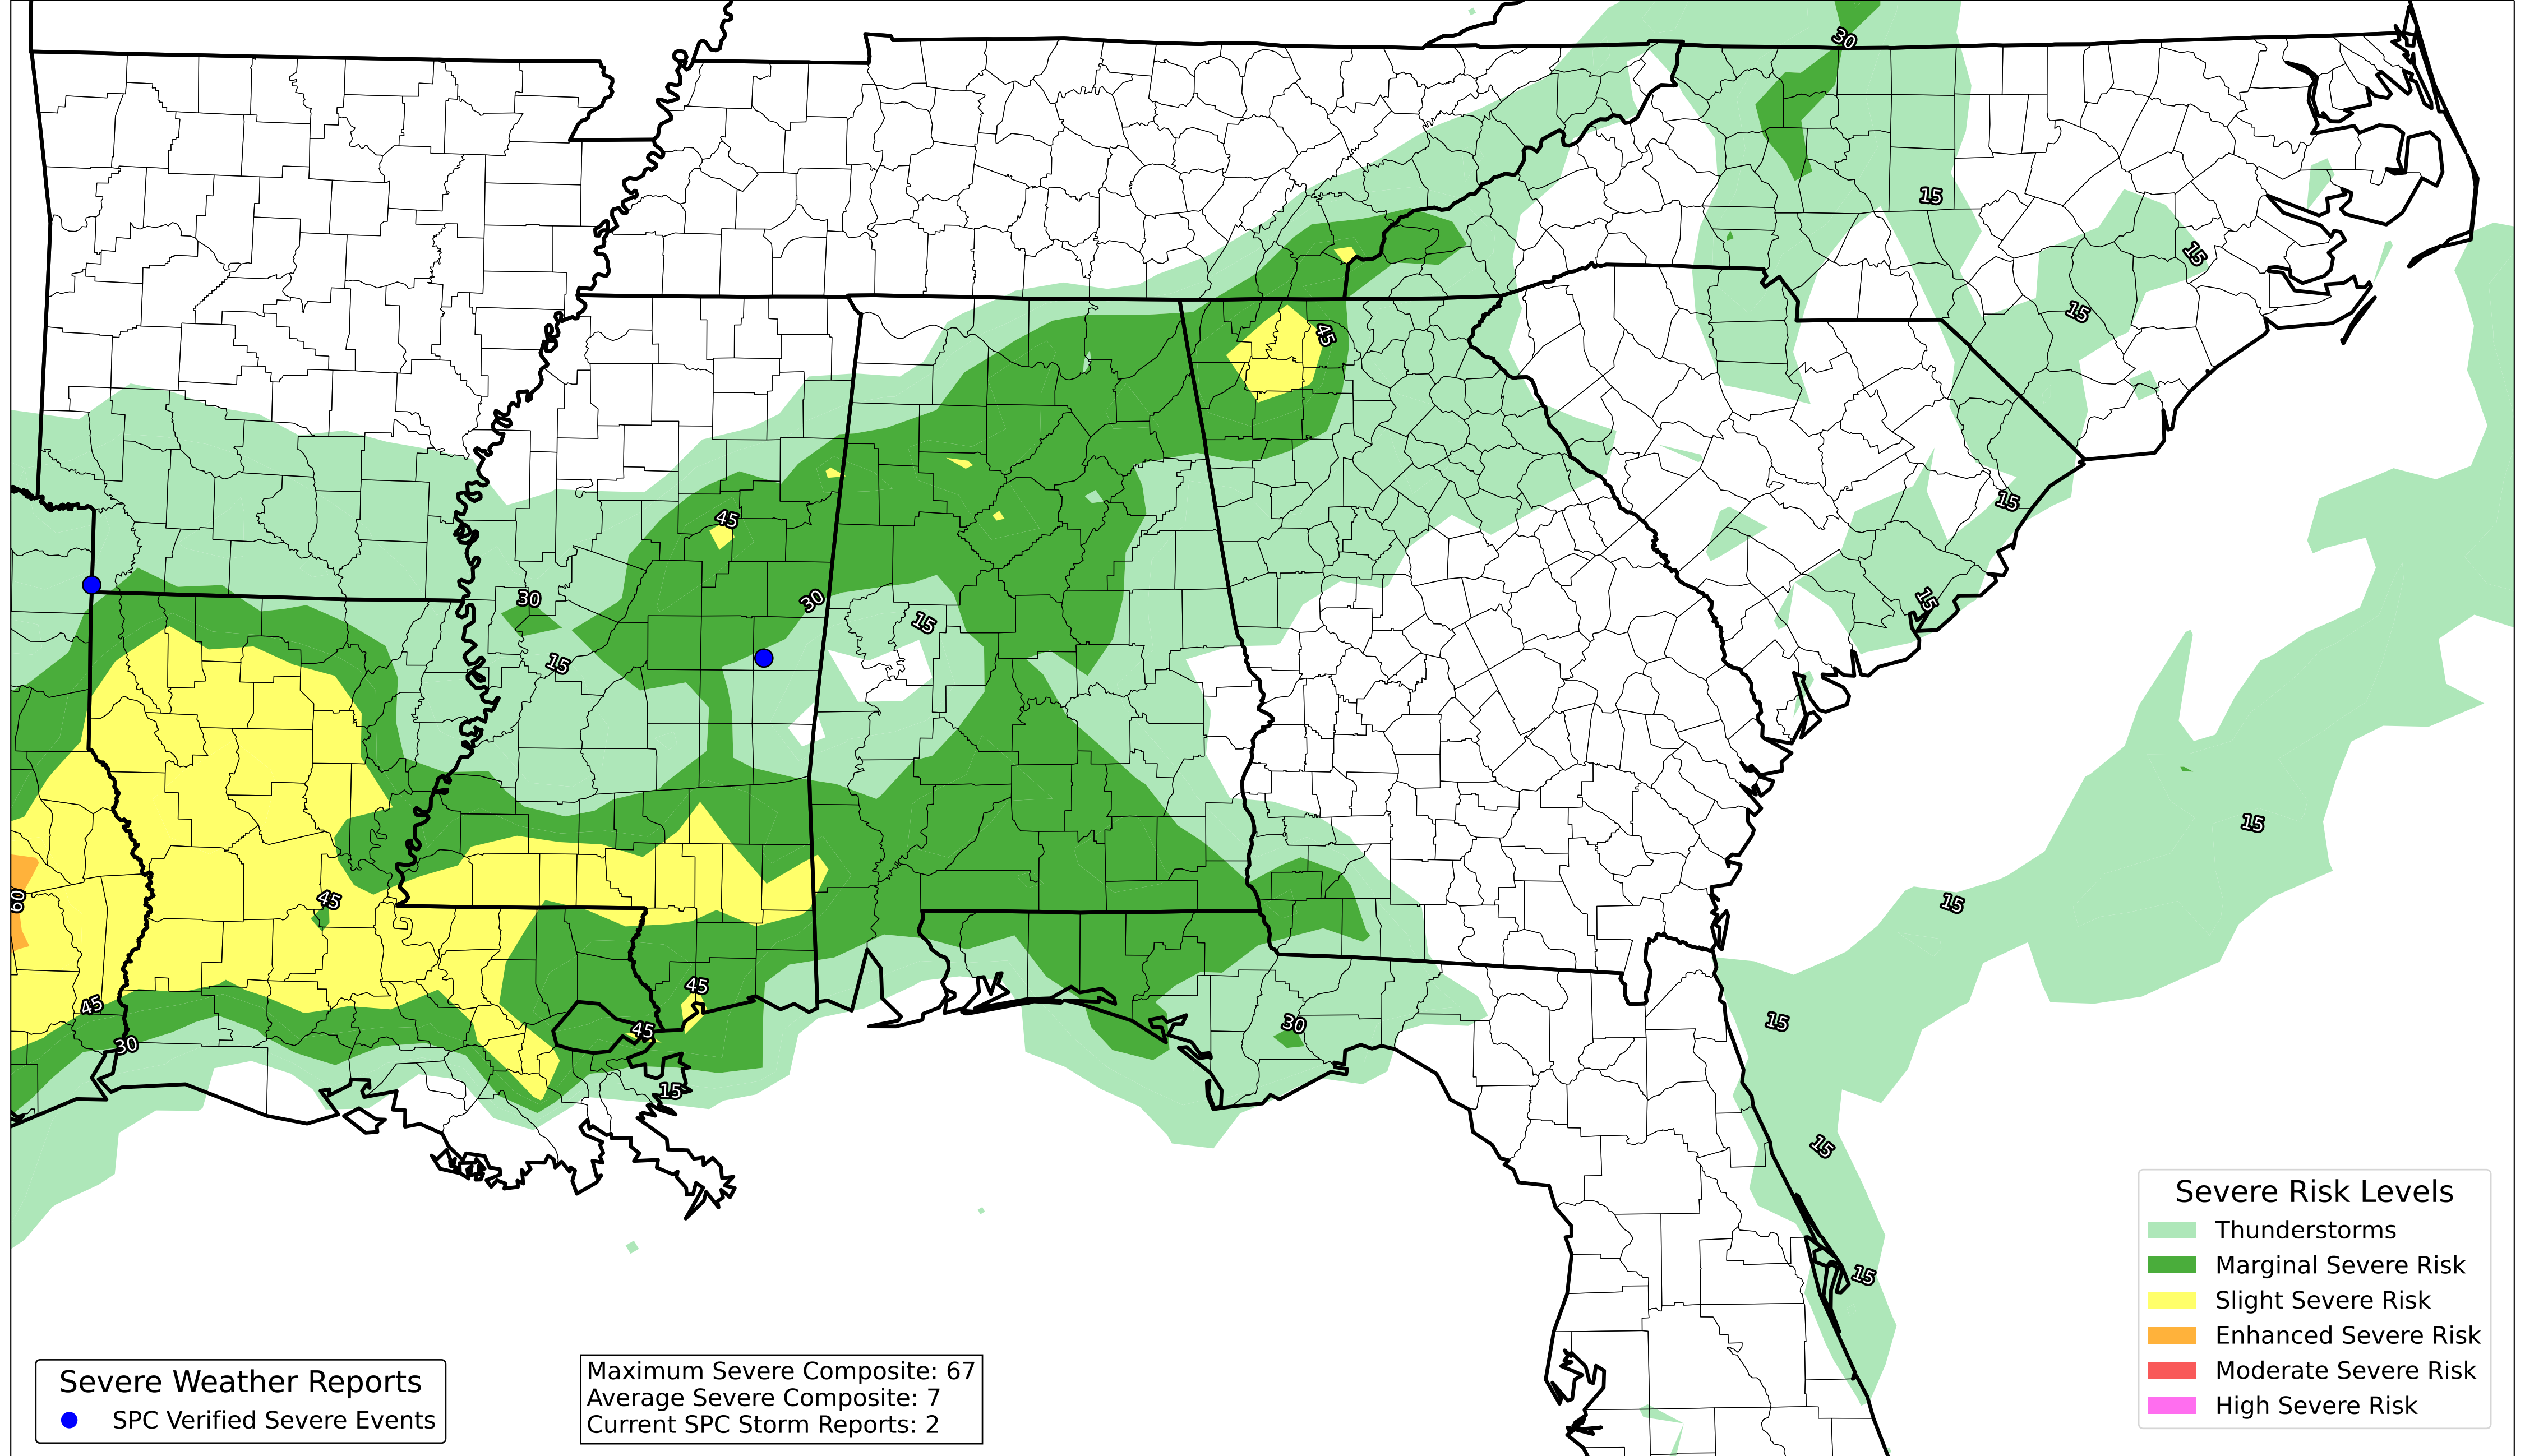 30
15
15
15
45
45
15
30
30
15
15
15
15
60
45
15
45
45
30
45
15
30
15
15
15
Severe Risk Levels
Thunderstorms
Marginal Severe Risk
Slight Severe Risk
Enhanced Severe Risk
Moderate Severe Risk
High Severe Risk
Severe Weather Reports
SPC Verified Severe Events
Maximum Severe Composite: 67
Average Severe Composite: 7
Current SPC Storm Reports: 2